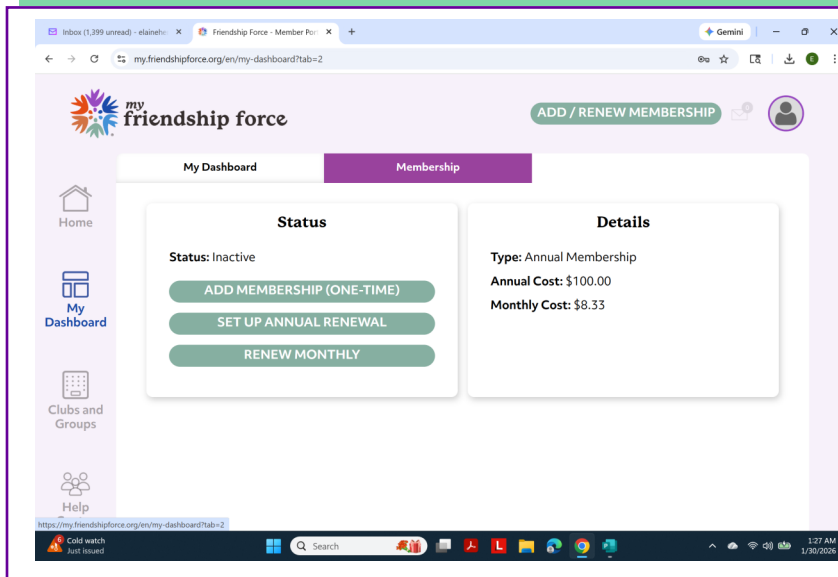 Inbox (1,399 unread) - elaineho
Friendship Force - Member Por
Gemini
my.friendshipforce.org/en/my-dashboard?tab=2
E
my
friendship force
ADD / RENEW MEMBERSHIP
0
My Dashboard
Membership
Home
My
Dashboard
Clubs and
Groups
Help
Status
Status: Inactive
ADD MEMBERSHIP (ONE-TIME)
SET UP ANNUAL RENEWAL
RENEW MONTHLY
Details
Type: Annual Membership
Annual Cost: $100.00
Monthly Cost: $8.33
https://my.friendshipforce.org/en/my-dashboard?tab=2
6
Cold watch
Just issued
Search
L
1:27 AM
1/30/2026